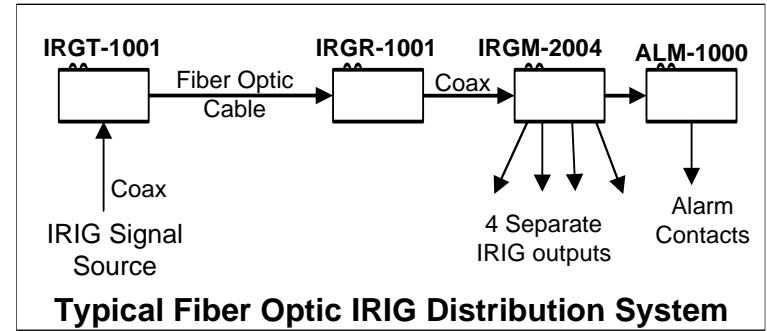 IRGT-1001
IRGR-1001
IRGM-2004
ALM-1000
Fiber Optic
Cable
Coax
Coax
IRIG Signal
Source
4 Separate
IRIG outputs
Alarm
Contacts
Typical Fiber Optic IRIG Distribution System